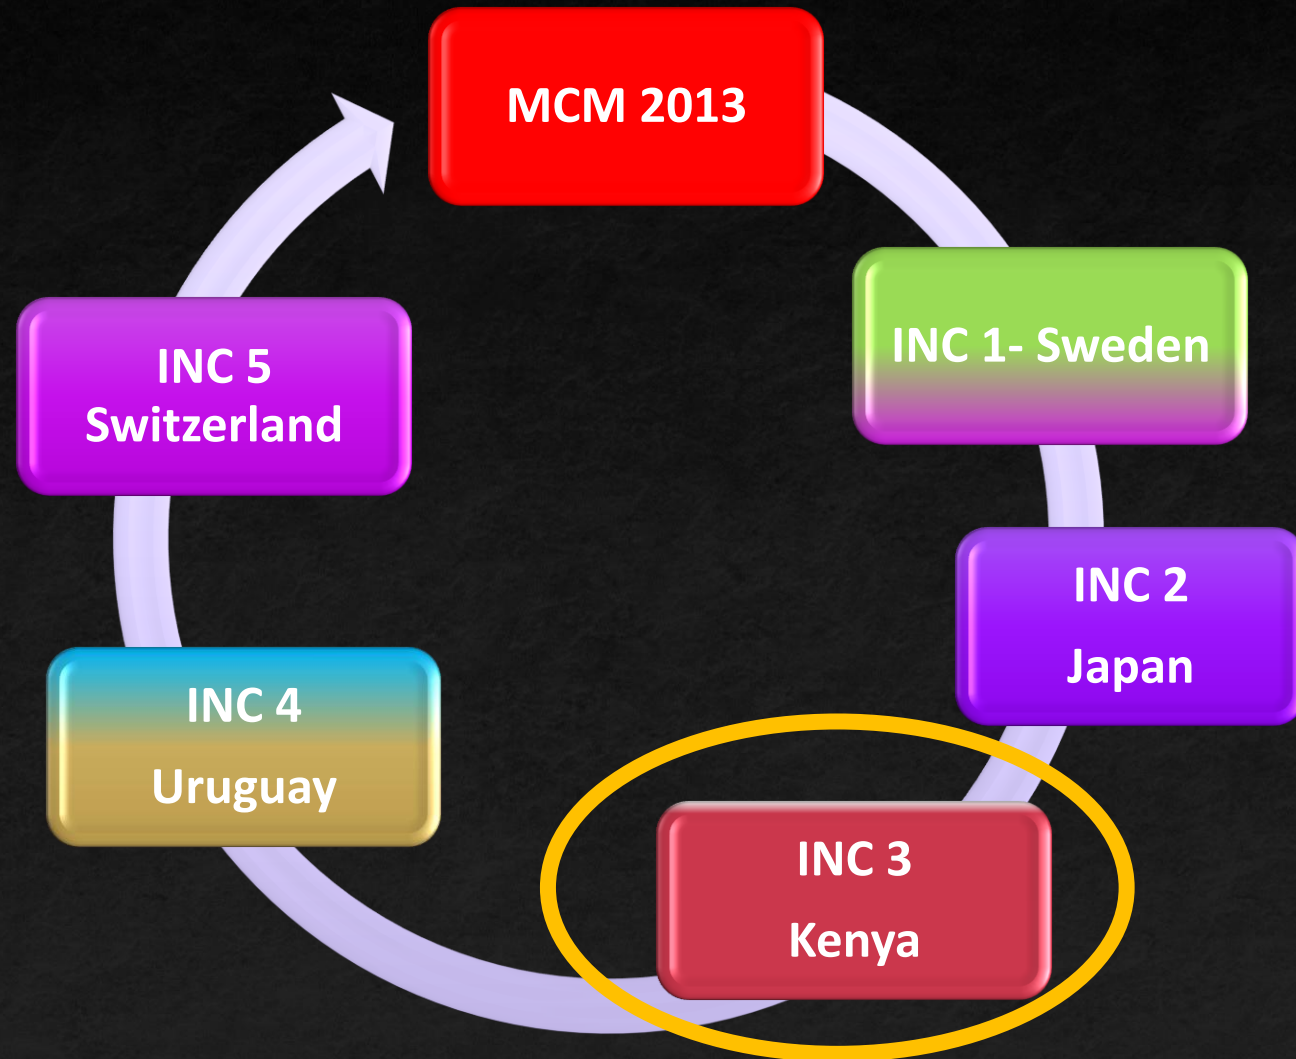 MCM 2013
INC 1- Sweden
INC 2
Japan
INC 3
Kenya
INC 4
Uruguay
INC 5
Switzerland